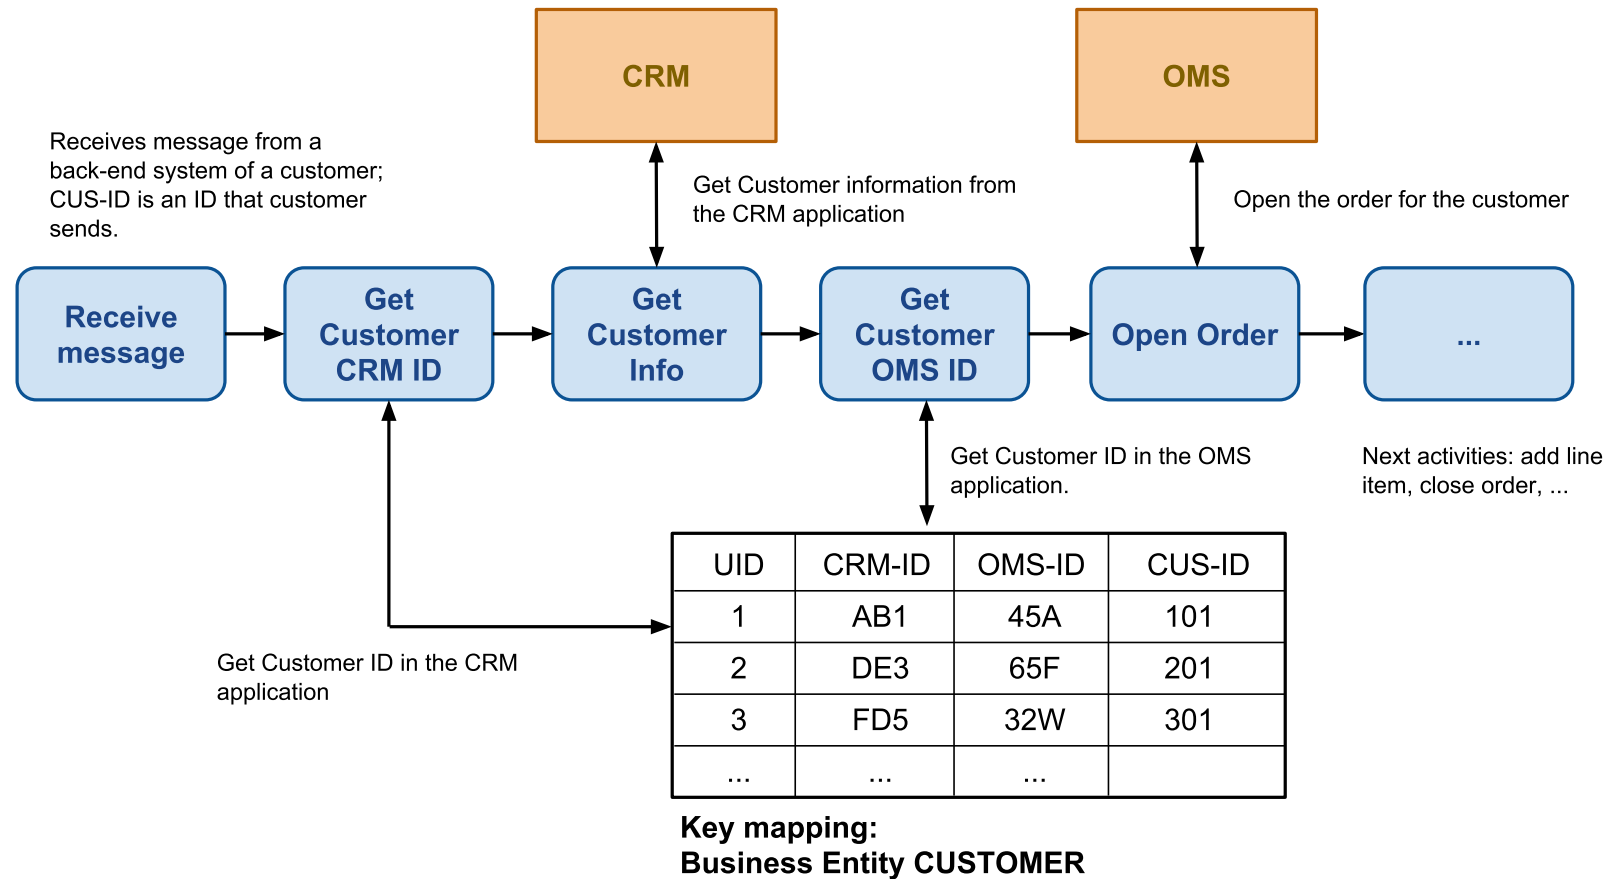 CRM
OMS
Receives message from a
back-end system of a customer;
CUS-ID is an ID that customer
sends.
Get Customer information from
the CRM application
Open the order for the customer
Receive
message
Get
Customer
CRM ID
Get
Customer
Info
Get
Customer
OMS ID
Open Order
...
Get Customer ID in the OMS
application.
Next activities: add line
item, close order, ...
Get Customer ID in the CRM
application
UID CRM-ID OMS-ID CUS-ID
1 AB1 45A 101
2 DE3 65F 201
3 FD5 32W 301
... ... ...
Key mapping:
Business Entity CUSTOMER